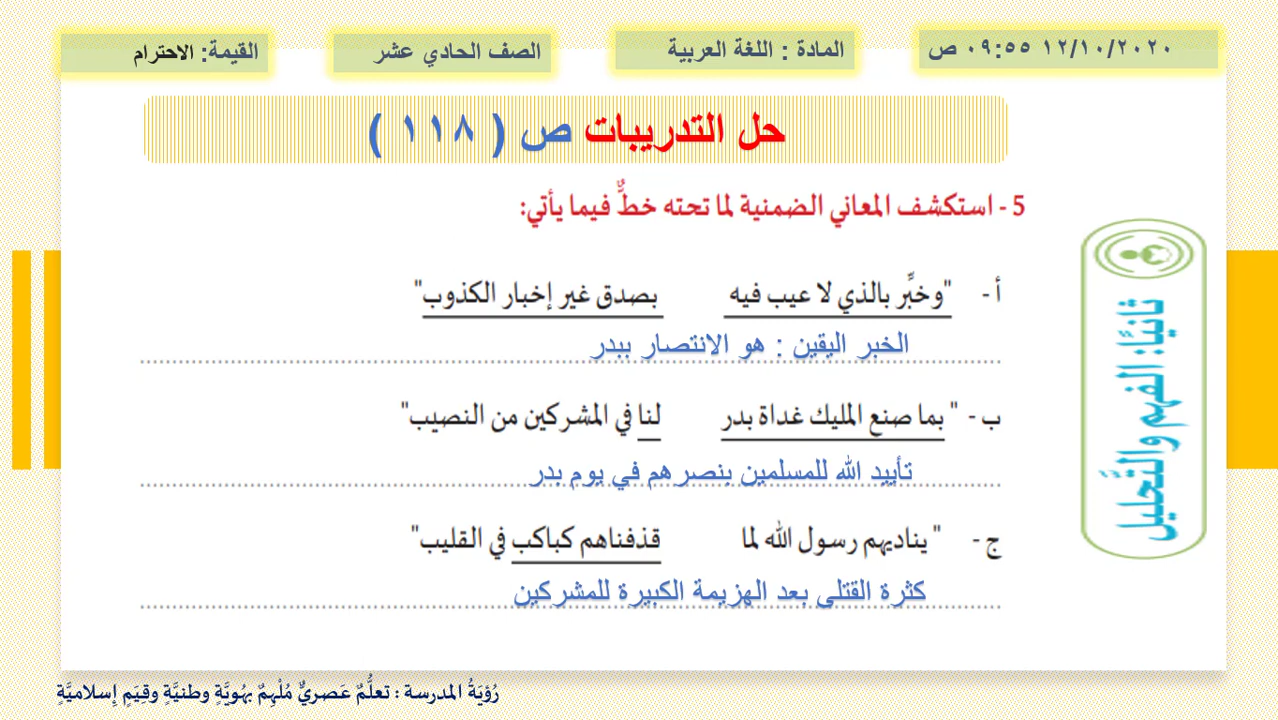 ١٢/١٠/٢٠٢٠ ٠٩:٥٥ ص
المادة : اللغة العربية
الصف الحادي عشر
القيمة: الاحترام
حل التدريبات ص ( ١١٨ )
5 - استكشف المعاني الضمنية لما تحته خطٌّ فيما يأتي:
أ - "وخبِّر بالذي لا عيب فيه بصدق غير إخبار الكذوب"
الخبر اليقين : هو الانتصار ببدر
ب - " بما صنع المليك غداة بدر لنا في المشركين من النصيب"
تأييد الله للمسلمين بنصرهم في يوم بدر
ج - " يناديهم رسول الله لما قذفناهم كباكب في القليب"
كثرة القتلى بعد الهزيمة الكبيرة للمشركين
ثانيًا: الفهم والتَّحليل
رُؤيَةُ المدرسة : تعلُّمٌ عَصريٌّ مُلْهِمٌ بهُويَّةٍ وطنيَّةٍ وقِيَمٍ إِسلاميَّةٍ